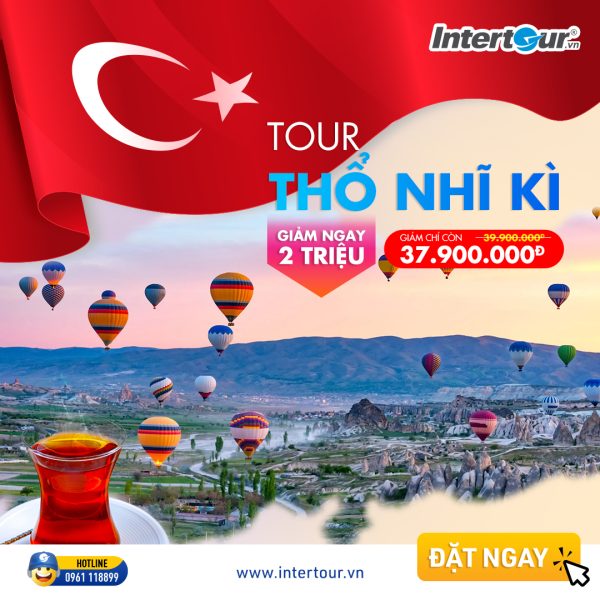 Intertour®
.vn
TOUR
THỔ NHĨ KÌ
GIẢM NGAY
2 TRIỆU
GIẢM CHỈ CÒN 39.900.000Đ
37.900.000Đ
HOTLINE
0961 118899
www.intertour.vn
ĐẶT NGAY